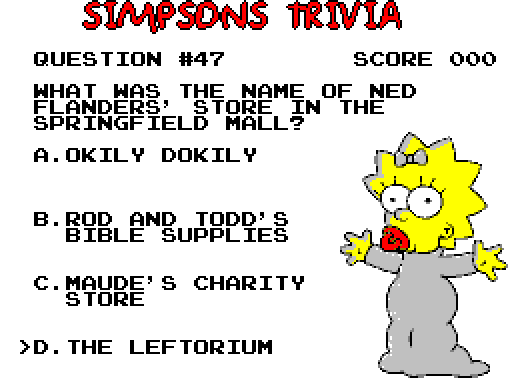 SIMPSONS TRIVIA
QUESTION #47 SCORE 000
WHAT WAS THE NAME OF NED
FLANDERS' STORE IN THE
SPRINGFIELD MALL?
A.OKILY DOKILY
B.ROD AND TODD'S
BIBLE SUPPLIES
C.MAUDE'S CHARITY
STORE
>D.THE LEFTORIUM